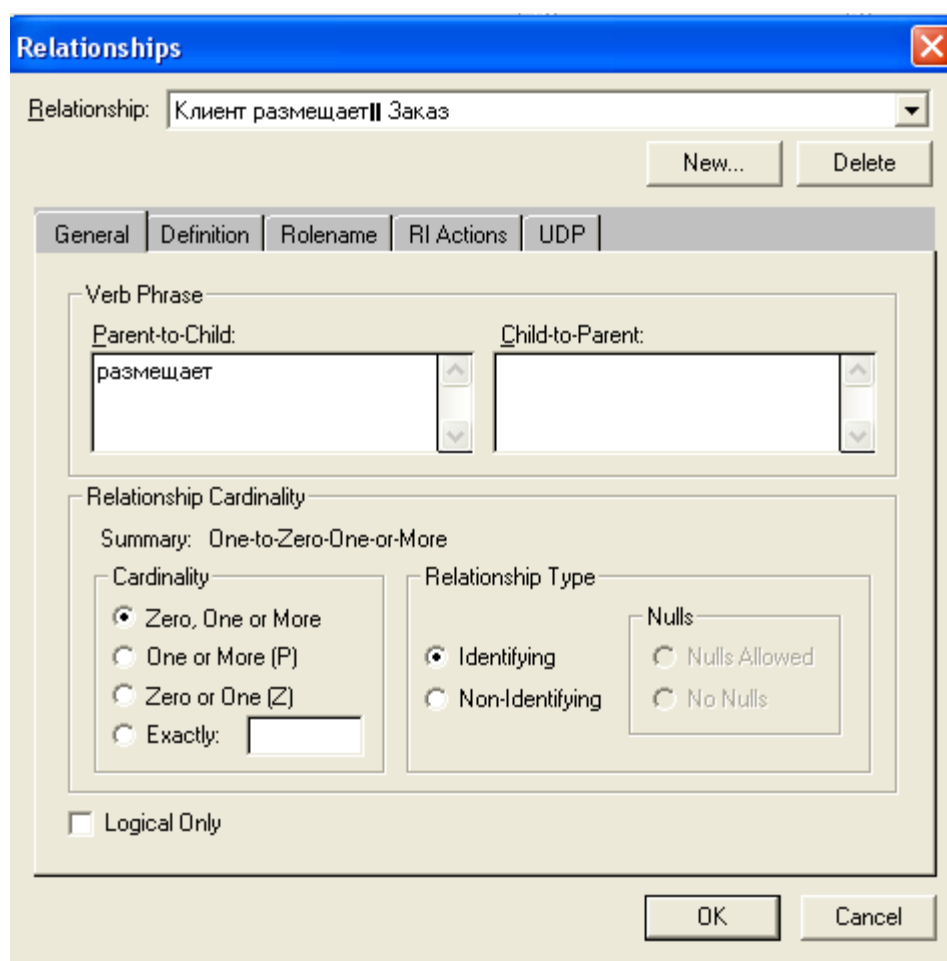 Relationships
Relationship: Клиент размещает|| Заказ
New... Delete
General Definition Rolename RI Actions UDP
Verb Phrase
Parent-to-Child: Child-to-Parent:
размещает
Relationship Cardinality
Summary: One-to-Zero-One-or-More
Cardinality Relationship Type
Nulls
Zero, One or More
Identifying Nulls Allowed
One or More (P)
Zero or One (Z) Non-Identifying No Nulls
Exactly:
Logical Only
OK Cancel